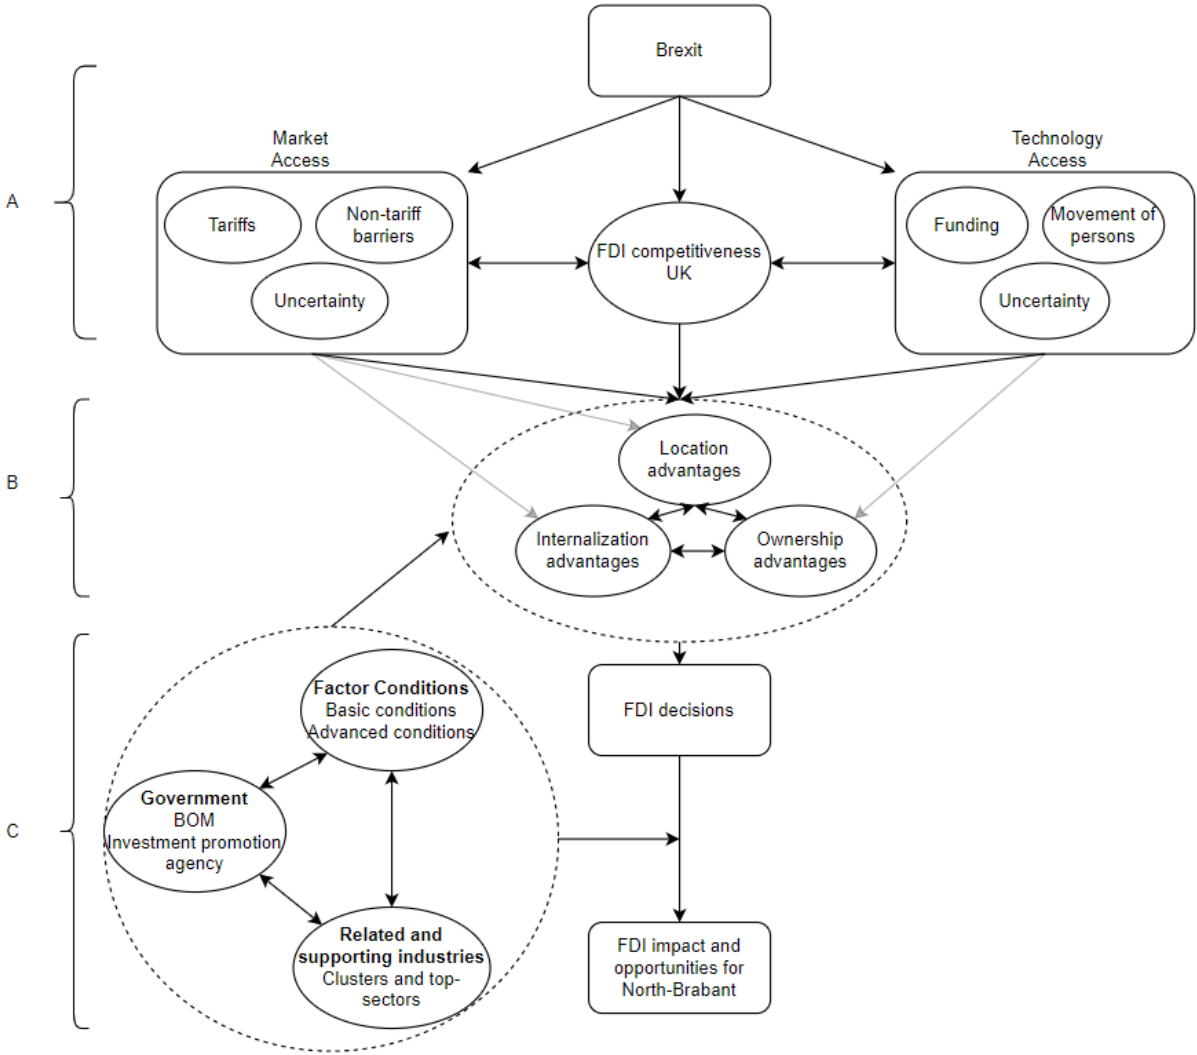 Brexit
Market
Access
Technology
Access
A
Tariffs
Non-tariff
barriers
Uncertainty
FDI competitiveness
UK
Funding
Movement of
persons
Uncertainty
B
Location
advantages
Internalization
advantages
Ownership
advantages
C
Factor Conditions
Basic conditions
Advanced conditions
FDI decisions
Government
BOM
Investment promotion
agency
Related and
supporting industries
Clusters and top-
sectors
FDI impact and
opportunities for
North-Brabant